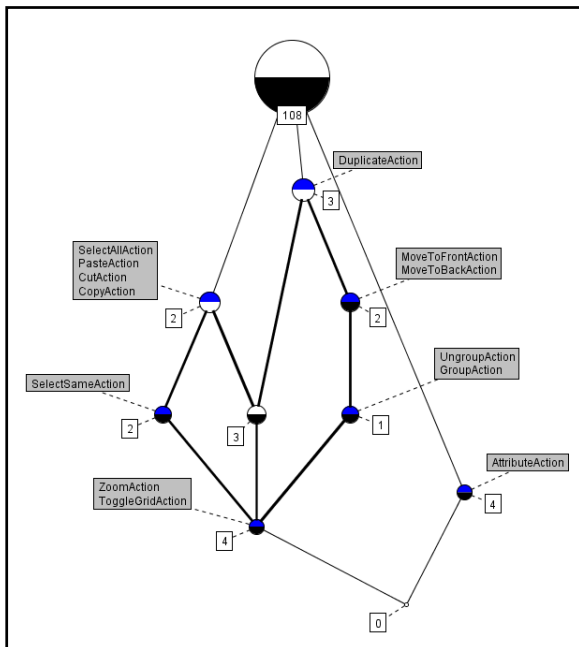 108
DuplicateAction
3
SelectAllAction
PasteAction
CutAction
CopyAction
2
MoveToFrontAction
MoveToBackAction
2
SelectSameAction
2
3
UngroupAction
GroupAction
1
ZoomAction
ToggleGridAction
4
AttributeAction
4
0